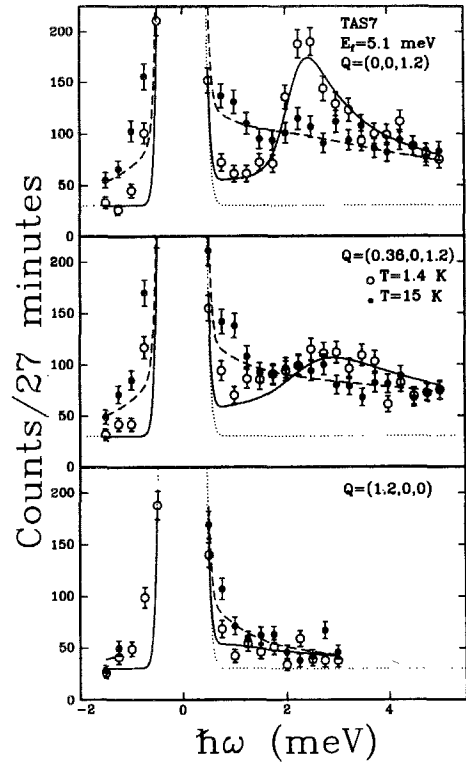 TAS7
E_f=5.1 meV
Q=(0,0,1.2)
200
150
100
50
0
Q=(0.36,0,1.2)
T=1.4 K
T=15 K
200
150
100
50
0
Q=(1.2,0,0)
200
150
100
50
0
-2
0
2
4
Counts/27 minutes
ħω (meV)